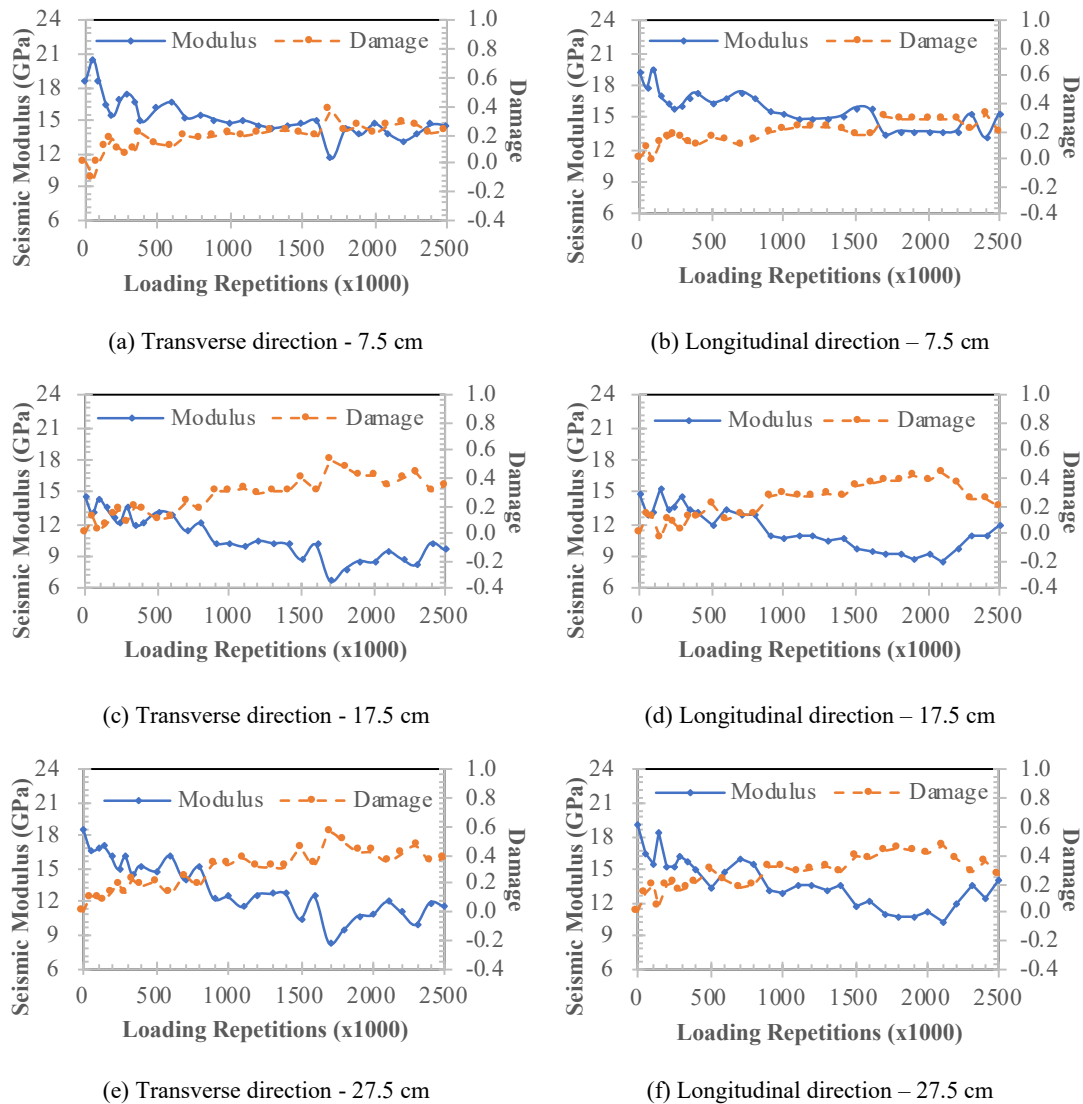 24 1.0
21 0.8
18 0.6
15 0.4
12 0.2
9 0.0
6 -0.2
-0.4
Modulus Damage
Seismic Modulus (GPa)
Damage
0 500 1000 1500 2000 2500
Loading Repetitions (x1000)
(a) Transverse direction - 7.5 cm
24 1.0
21 0.8
18 0.6
15 0.4
12 0.2
9 0.0
6 -0.2
-0.4
Modulus Damage
Seismic Modulus (GPa)
Damage
0 500 1000 1500 2000 2500
Loading Repetitions (x1000)
(b) Longitudinal direction – 7.5 cm
24 1.0
21 0.8
18 0.6
15 0.4
12 0.2
9 0.0
6 -0.2
-0.4
Modulus Damage
Seismic Modulus (GPa)
Damage
0 500 1000 1500 2000 2500
Loading Repetitions (x1000)
(c) Transverse direction - 17.5 cm
24 1.0
21 0.8
18 0.6
15 0.4
12 0.2
9 0.0
6 -0.2
-0.4
Modulus Damage
Seismic Modulus (GPa)
Damage
0 500 1000 1500 2000 2500
Loading Repetitions (x1000)
(d) Longitudinal direction – 17.5 cm
24 1.0
21 0.8
18 0.6
15 0.4
12 0.2
9 0.0
6 -0.2
-0.4
Modulus Damage
Seismic Modulus (GPa)
Damage
0 500 1000 1500 2000 2500
Loading Repetitions (x1000)
(e) Transverse direction - 27.5 cm
24 1.0
21 0.8
18 0.6
15 0.4
12 0.2
9 0.0
6 -0.2
-0.4
Modulus Damage
Seismic Modulus (GPa)
Damage
0 500 1000 1500 2000 2500
Loading Repetitions (x1000)
(f) Longitudinal direction – 27.5 cm